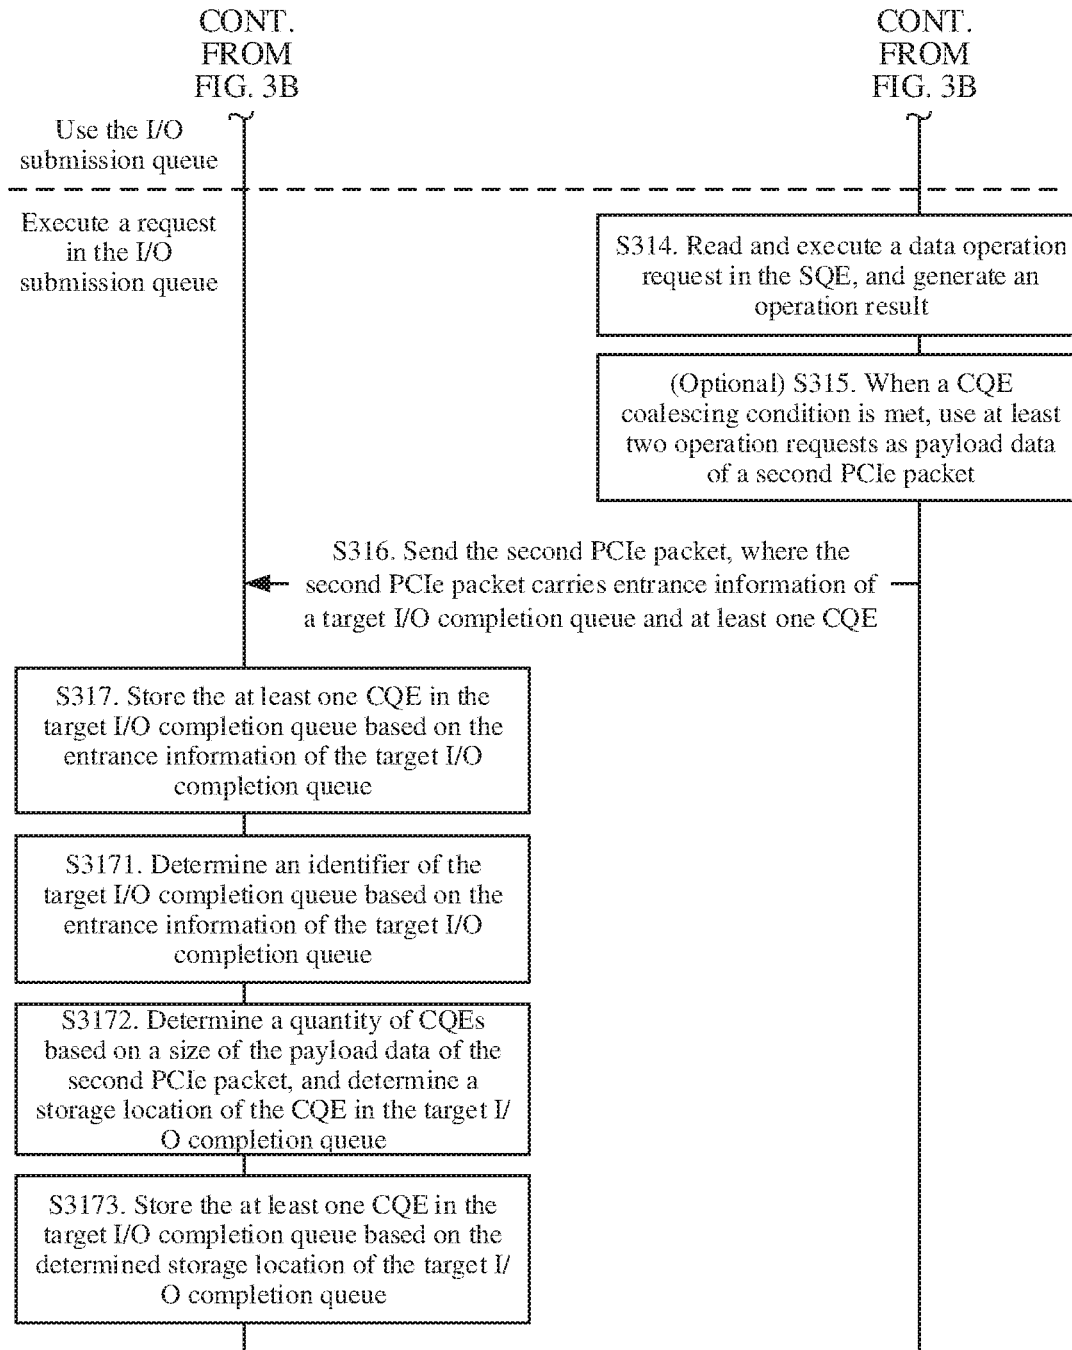 CONT.
FROM
FIG. 3B
CONT.
FROM
FIG. 3B
Use the I/O
submission queue
Execute a request
in the I/O
submission queue
S314. Read and execute a data operation
request in the SQE, and generate an
operation result
(Optional) S315. When a CQE
coalescing condition is met, use at least
two operation requests as payload data
of a second PCIe packet
S316. Send the second PCIe packet, where the
second PCIe packet carries entrance information of
a target I/O completion queue and at least one CQE
S317. Store the at least one CQE in the
target I/O completion queue based on the
entrance information of the target I/O
completion queue
S3171. Determine an identifier of the
target I/O completion queue based on the
entrance information of the target I/O
completion queue
S3172. Determine a quantity of CQEs
based on a size of the payload data of the
second PCIe packet, and determine a
storage location of the CQE in the target I/
O completion queue
S3173. Store the at least one CQE in the
target I/O completion queue based on the
determined storage location of the target I/
O completion queue